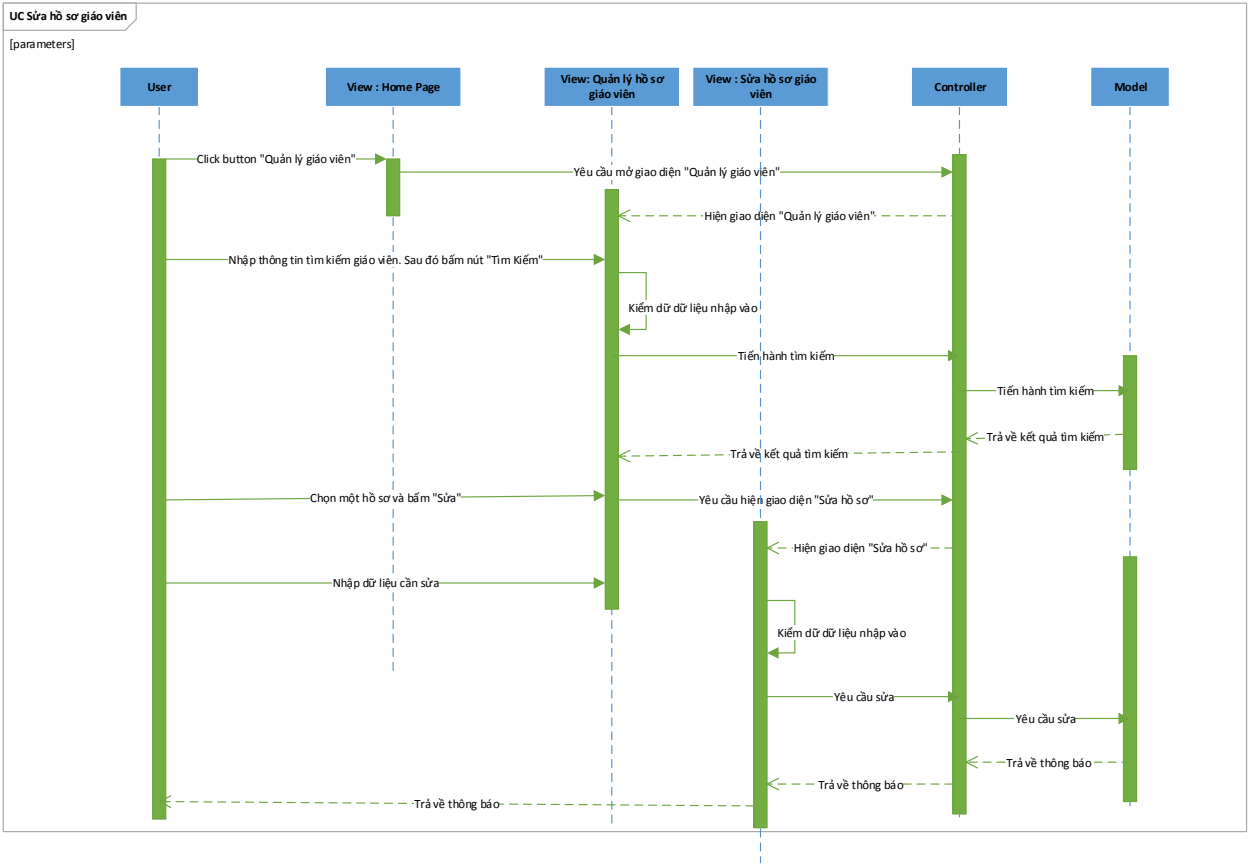 UC Sửa hồ sơ giáo viên
[parameters]
User
View : Home Page
View: Quản lý hồ sơ
giáo viên
View : Sửa hồ sơ giáo
viên
Controller
Model
Click button "Quản lý giáo viên"
Yêu cầu mở giao diện "Quản lý giáo viên"
Hiện giao diện "Quản lý giáo viên"
Nhập thông tin tìm kiếm giáo viên. Sau đó bấm nút "Tìm Kiếm"
Kiểm dữ dữ liệu nhập vào
Tiến hành tìm kiếm
Tiến hành tìm kiếm
Trả về kết quả tìm kiếm
Trả về kết quả tìm kiếm
Chọn một hồ sơ và bấm "Sửa"
Yêu cầu hiện giao diện "Sửa hồ sơ"
Hiện giao diện "Sửa hồ sơ"
Nhập dữ liệu cần sửa
Kiểm dữ dữ liệu nhập vào
Yêu cầu sửa
Yêu cầu sửa
Trả về thông báo
Trả về thông báo
Trả về thông báo